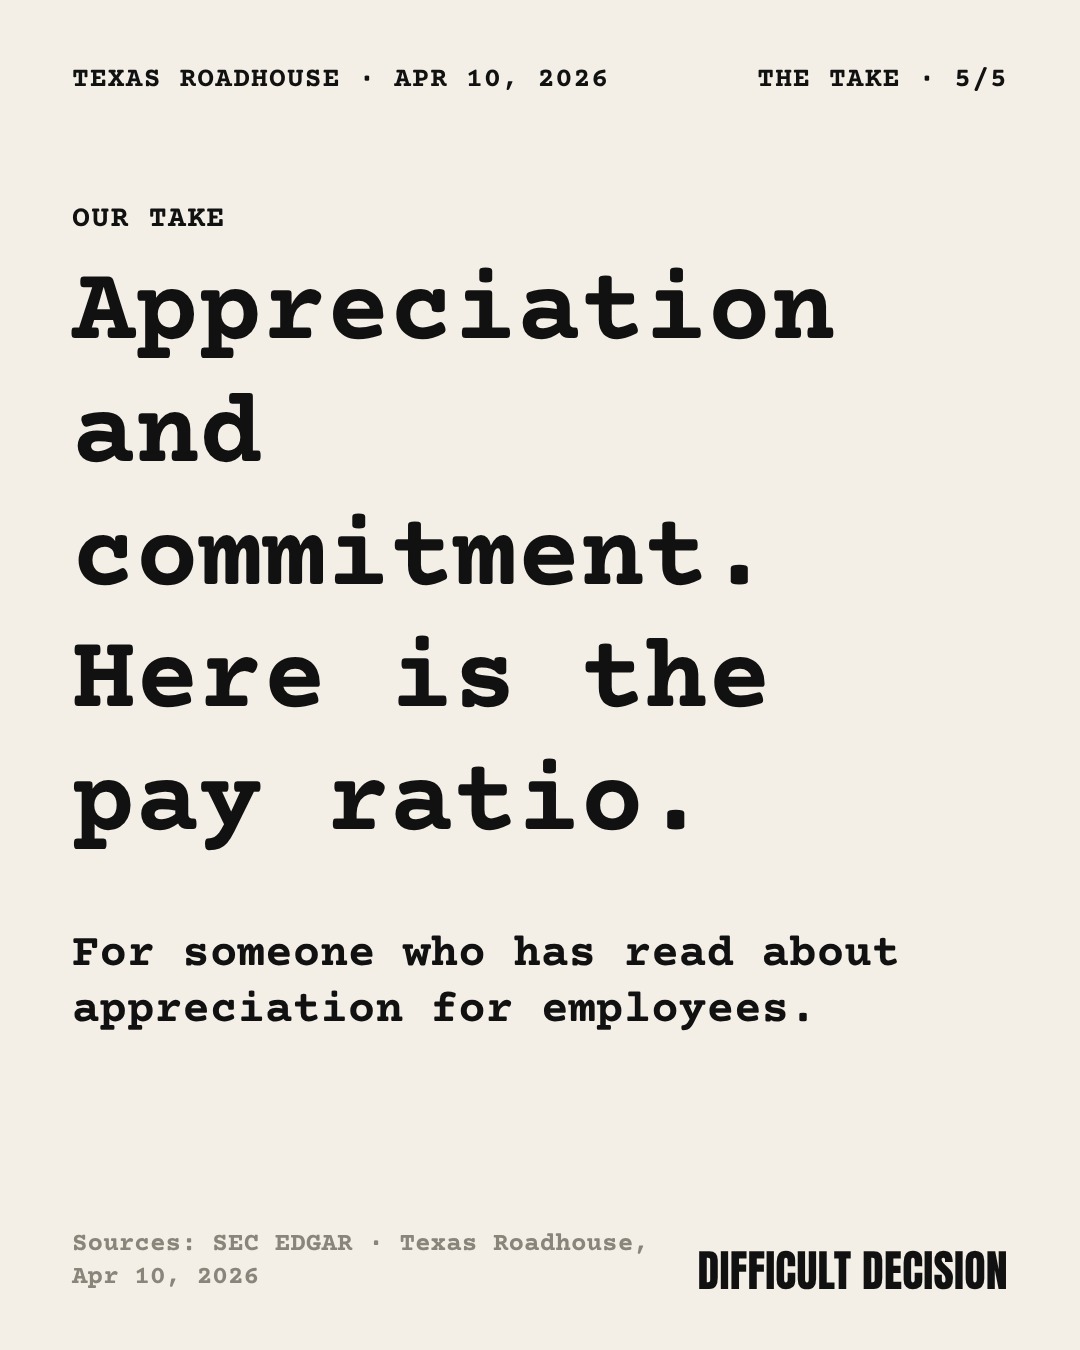 TEXAS ROADHOUSE · APR 10, 2026
THE TAKE · 5/5
OUR TAKE
Appreciation
and
commitment.
Here is the
pay ratio.
For someone who has read about
appreciation for employees.
Sources: SEC EDGAR · Texas Roadhouse,
Apr 10, 2026
DIFFICULT DECISION